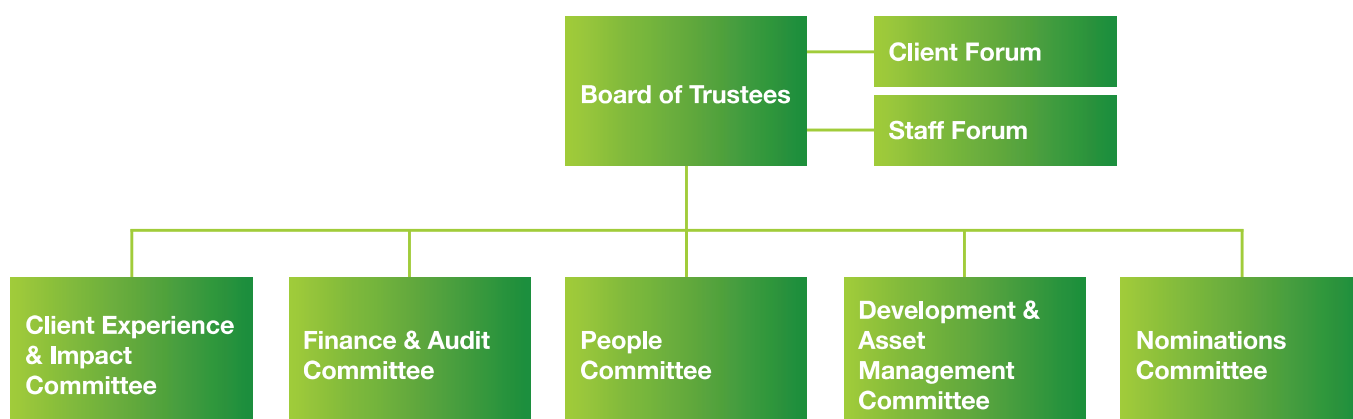 Board of Trustees
Client Forum
Staff Forum
Client Experience
& Impact
Committee
Finance & Audit
Committee
People
Committee
Development &
Asset
Management
Committee
Nominations
Committee